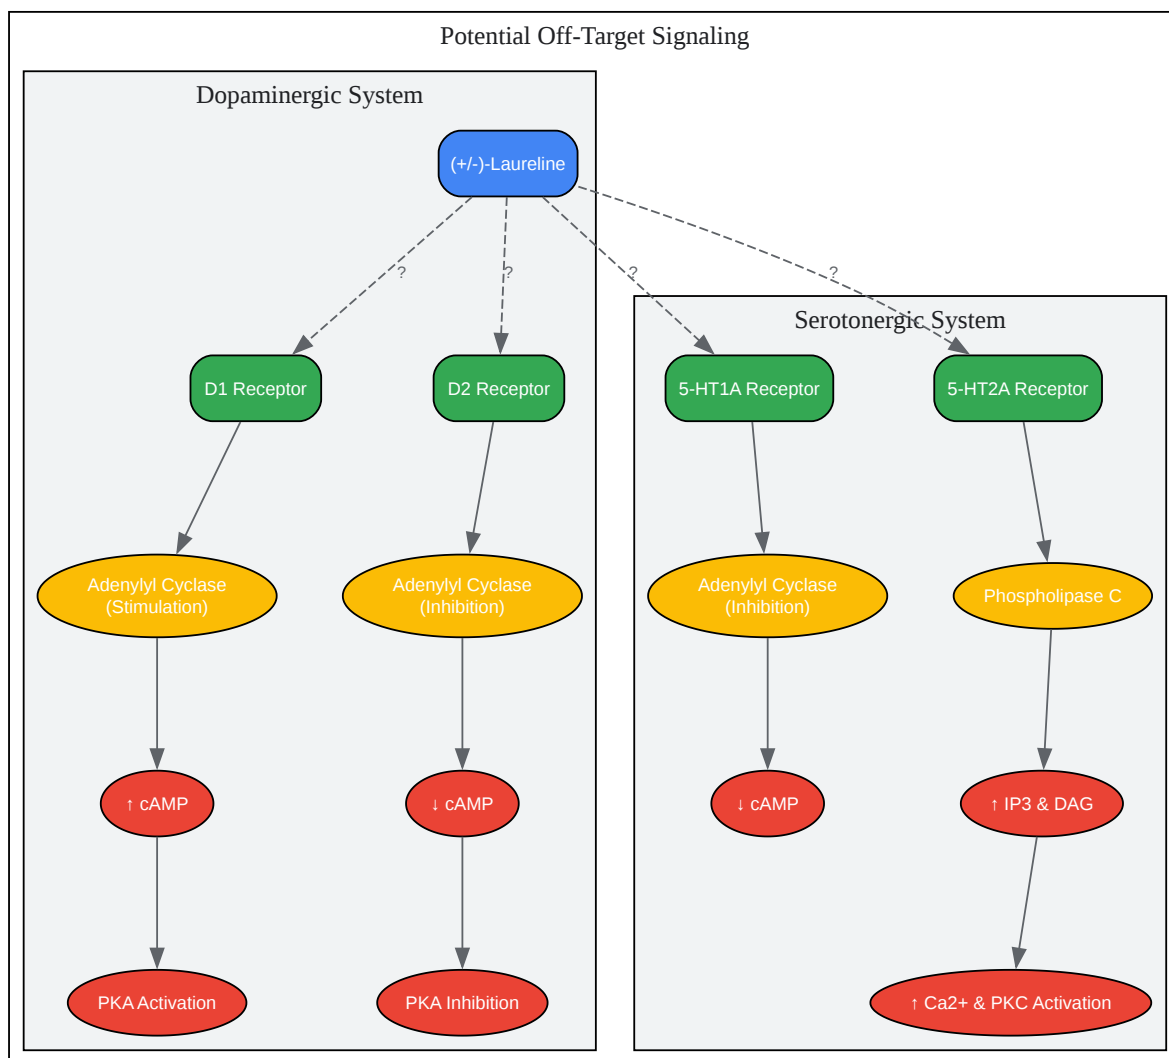 Potential Off-Target Signaling
Dopaminergic System
(+/-)-Laureline
?
?
?
?
Serotonergic System
D1 Receptor
D2 Receptor
5-HT1A Receptor
5-HT2A Receptor
Adenylyl Cyclase
(Stimulation)
Adenylyl Cyclase
(Inhibition)
Adenylyl Cyclase
(Inhibition)
Phospholipase C
↑ cAMP
↓ cAMP
↓ cAMP
↑ IP3 & DAG
PKA Activation
PKA Inhibition
↑ Ca2+ & PKC Activation